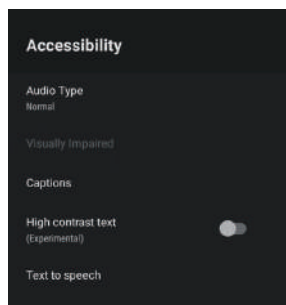 Accessibility
Audio Type
Normal
Visually Impaired
Captions
High contrast text
(Experimental)
Text to speech